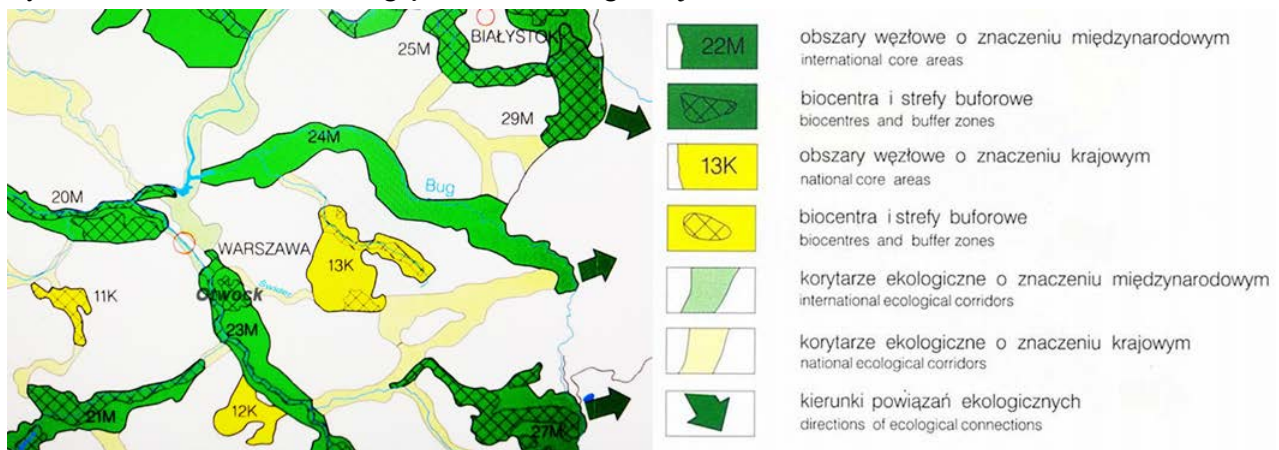 BIAŁYSTOK
25M
29M
24M
Bug
20M
WARSZAWA
13K
11K
Otwock
Świder
23M
12K
21M
27M
22M
obszary węzłowe o znaczeniu międzynarodowym
international core areas
biocentra i strefy buforowe
biocentres and buffer zones
13K
obszary węzłowe o znaczeniu krajowym
national core areas
biocentra i strefy buforowe
biocentres and buffer zones
korytarze ekologiczne o znaczeniu międzynarodowym
international ecological corridors
korytarze ekologiczne o znaczeniu krajowym
national ecological corridors
kierunki powiązań ekologicznych
directions of ecological connections